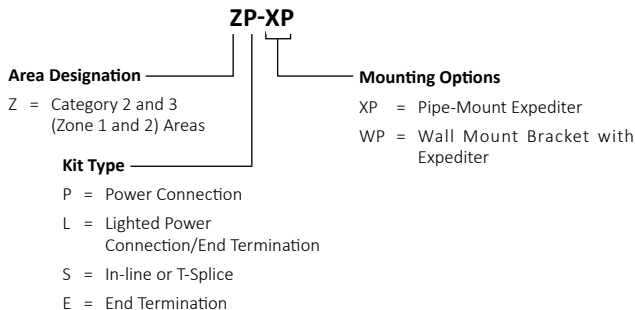 ZP-XP
Area Designation
Z = Category 2 and 3
(Zone 1 and 2) Areas
Kit Type
P = Power Connection
L = Lighted Power
Connection/End Termination
S = In-line or T-Splice
E = End Termination
Mounting Options
XP = Pipe-Mount Expediter
WP = Wall Mount Bracket with
Expediter